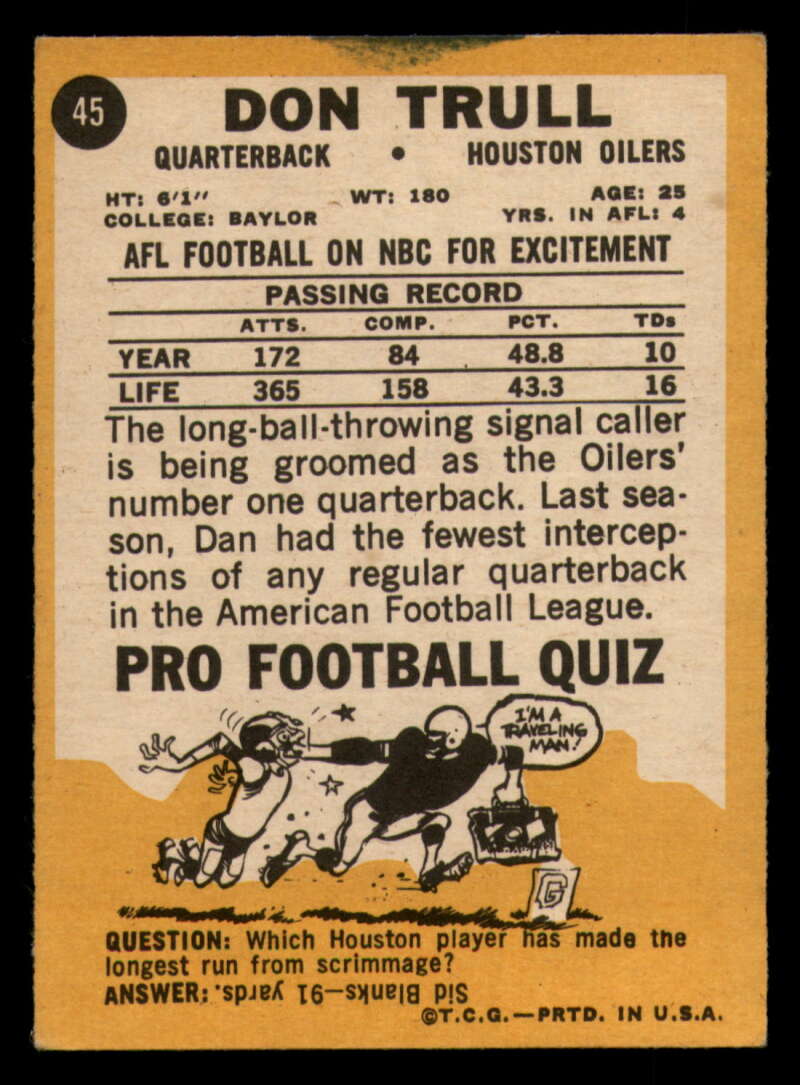 45
DON TRULL
QUARTERBACK • HOUSTON OILERS
HT: 6'1" WT: 180 AGE: 25
COLLEGE: BAYLOR YRS. IN AFL: 4
AFL FOOTBALL ON NBC FOR EXCITEMENT
PASSING RECORD
ATTS. COMP. PCT. TDs
YEAR 172 84 48.8 10
LIFE 365 158 43.3 16
The long-ball-throwing signal caller
is being groomed as the Oilers'
number one quarterback. Last sea-
son, Dan had the fewest intercep-
tions of any regular quarterback
in the American Football League.
PRO FOOTBALL QUIZ
I'M A
TRAVELING
MAN!
G
QUESTION: Which Houston player has made the
longest run from scrimmage?
ANSWER: Sid Blanks—91 yards.
©T.C.G.—PRTD. IN U.S.A.